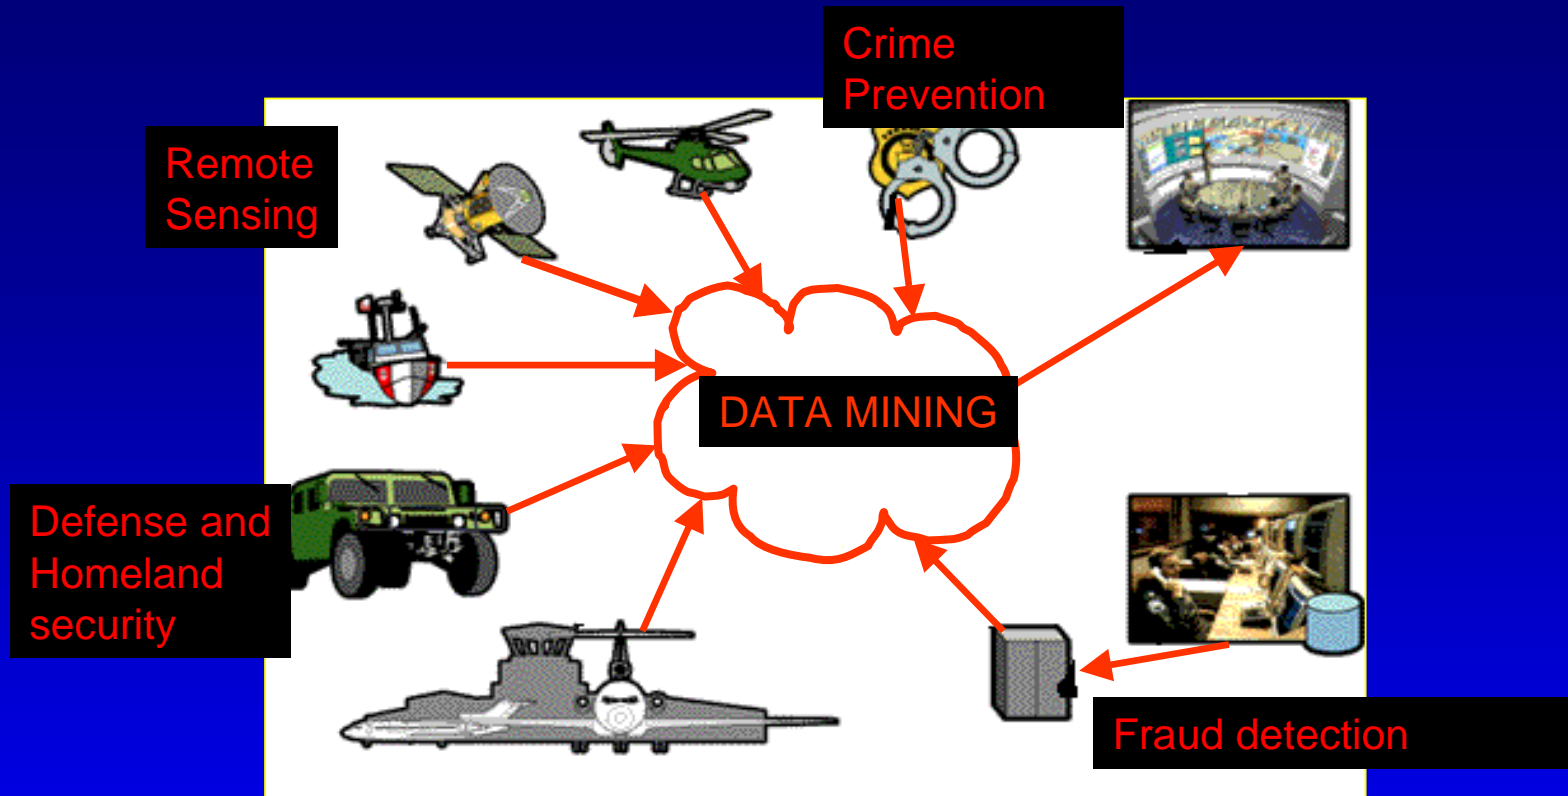 Crime
Prevention
Remote
Sensing
DATA MINING
Defense and
Homeland
security
Fraud detection